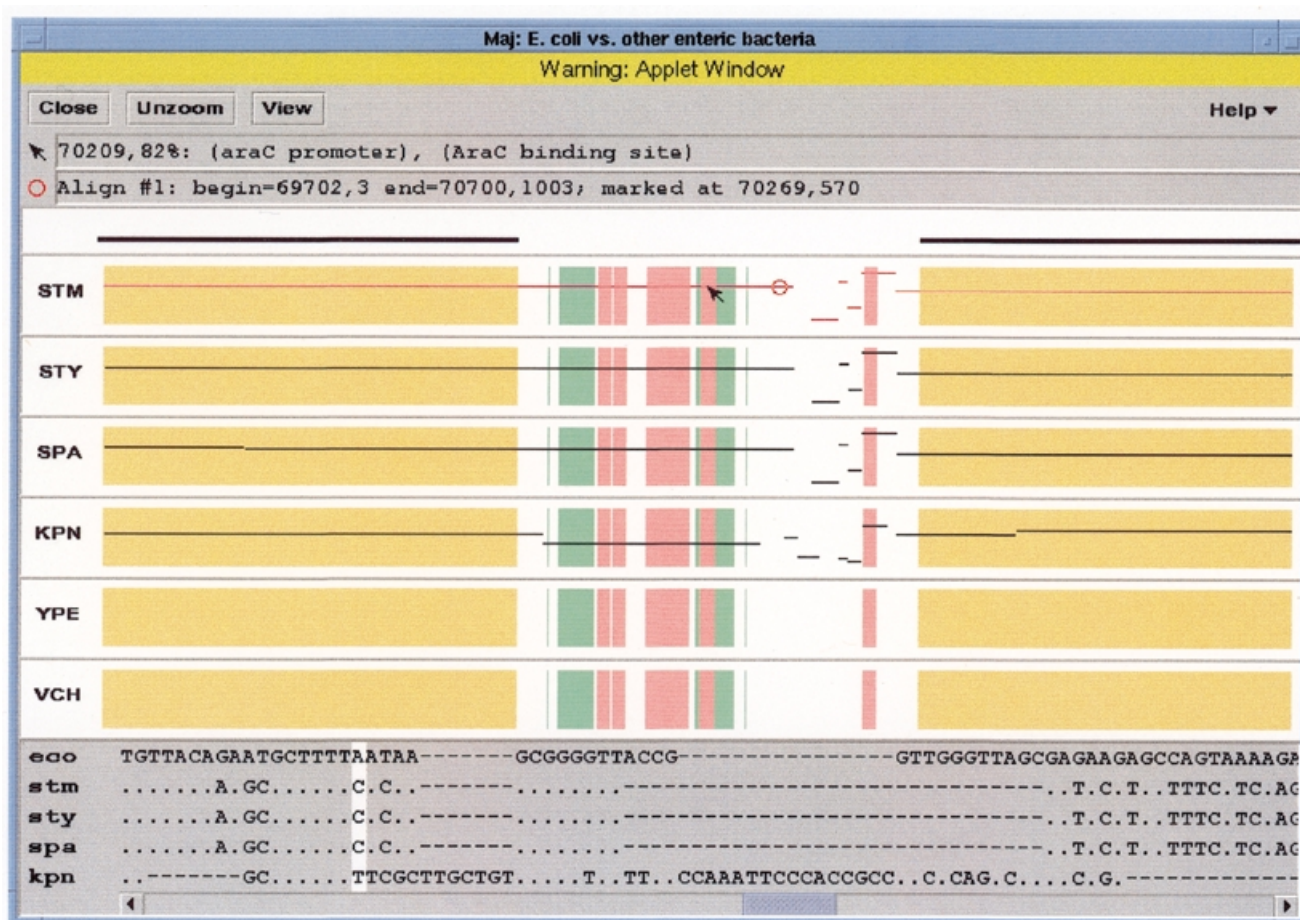 Maj: E. coli vs. other enteric bacteria
Warning: Applet Window
Close Unzoom View Help
70209,82%: (araC promoter), (AraC binding site)
Align #1: begin=69702,3 end=70700,1003; marked at 70269,570
STM
STY
SPA
KPN
YPE
VCH
eco TGTTACAGAATGCTTTTAATAA-------GCGGGGTTACCG----------------GTTGGGTTAGCGAGAAGAGCCAGTAAAAGA
stm .......A.GC......C.C..-------........-------------------------------..T.C.T..TTTC.TC.AG
sty .......A.GC......C.C..-------........-------------------------------..T.C.T..TTTC.TC.AG
spa .......A.GC......C.C..-------........-------------------------------..T.C.T..TTTC.TC.AG
kpn ..-------GC......TTCGCTTGCTGT.....T..TT..CCAAATTCCCACCGCC..C.CAG.C....C.G.-------------